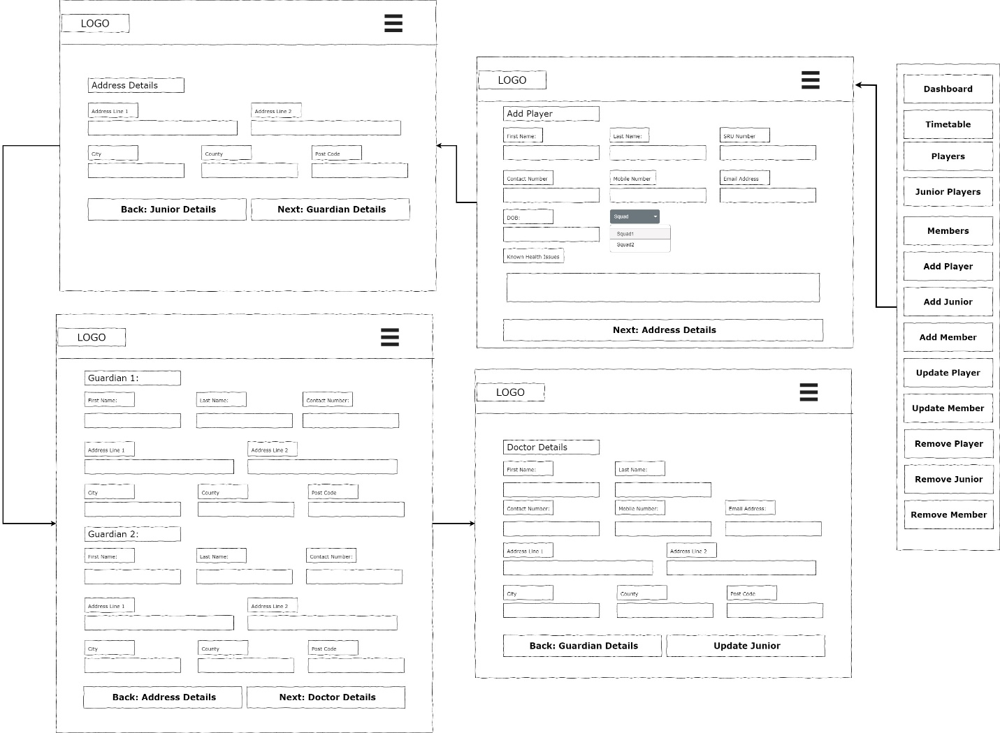 LOGO
Address Details
Address Line 1
Address Line 2
City
County
Post Code
Back: Junior Details
Next: Guardian Details
LOGO
Add Player
First Name:
Last Name:
SRU Number
Contact Number
Mobile Number
Email Address
DOB:
Squad
Squad1
Squad2
Known Health Issues
Next: Address Details
Dashboard
Timetable
Players
Junior Players
Members
Add Player
Add Junior
Add Member
Update Player
Update Member
Remove Player
Remove Junior
Remove Member
LOGO
Guardian 1:
First Name:
Last Name:
Contact Number:
Address Line 1
Address Line 2
City
County
Post Code
Guardian 2:
First Name:
Last Name:
Contact Number:
Address Line 1
Address Line 2
City
County
Post Code
Back: Address Details
Next: Doctor Details
LOGO
Doctor Details
First Name:
Last Name:
Contact Number:
Mobile Number:
Email Address:
Address Line 1
Address Line 2
City
County
Post Code
Back: Guardian Details
Update Junior